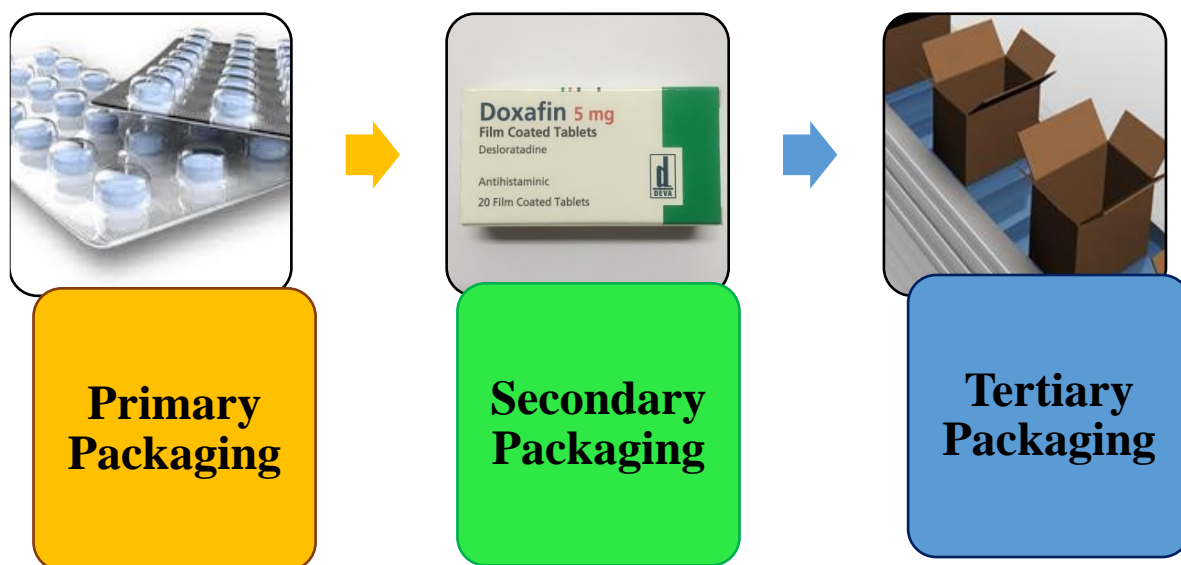 Doxafin 5 mg
Film Coated Tablets
Desloratadine
Antihistaminic
20 Film Coated Tablets
d
DEVA
Primary
Packaging
Secondary
Packaging
Tertiary
Packaging